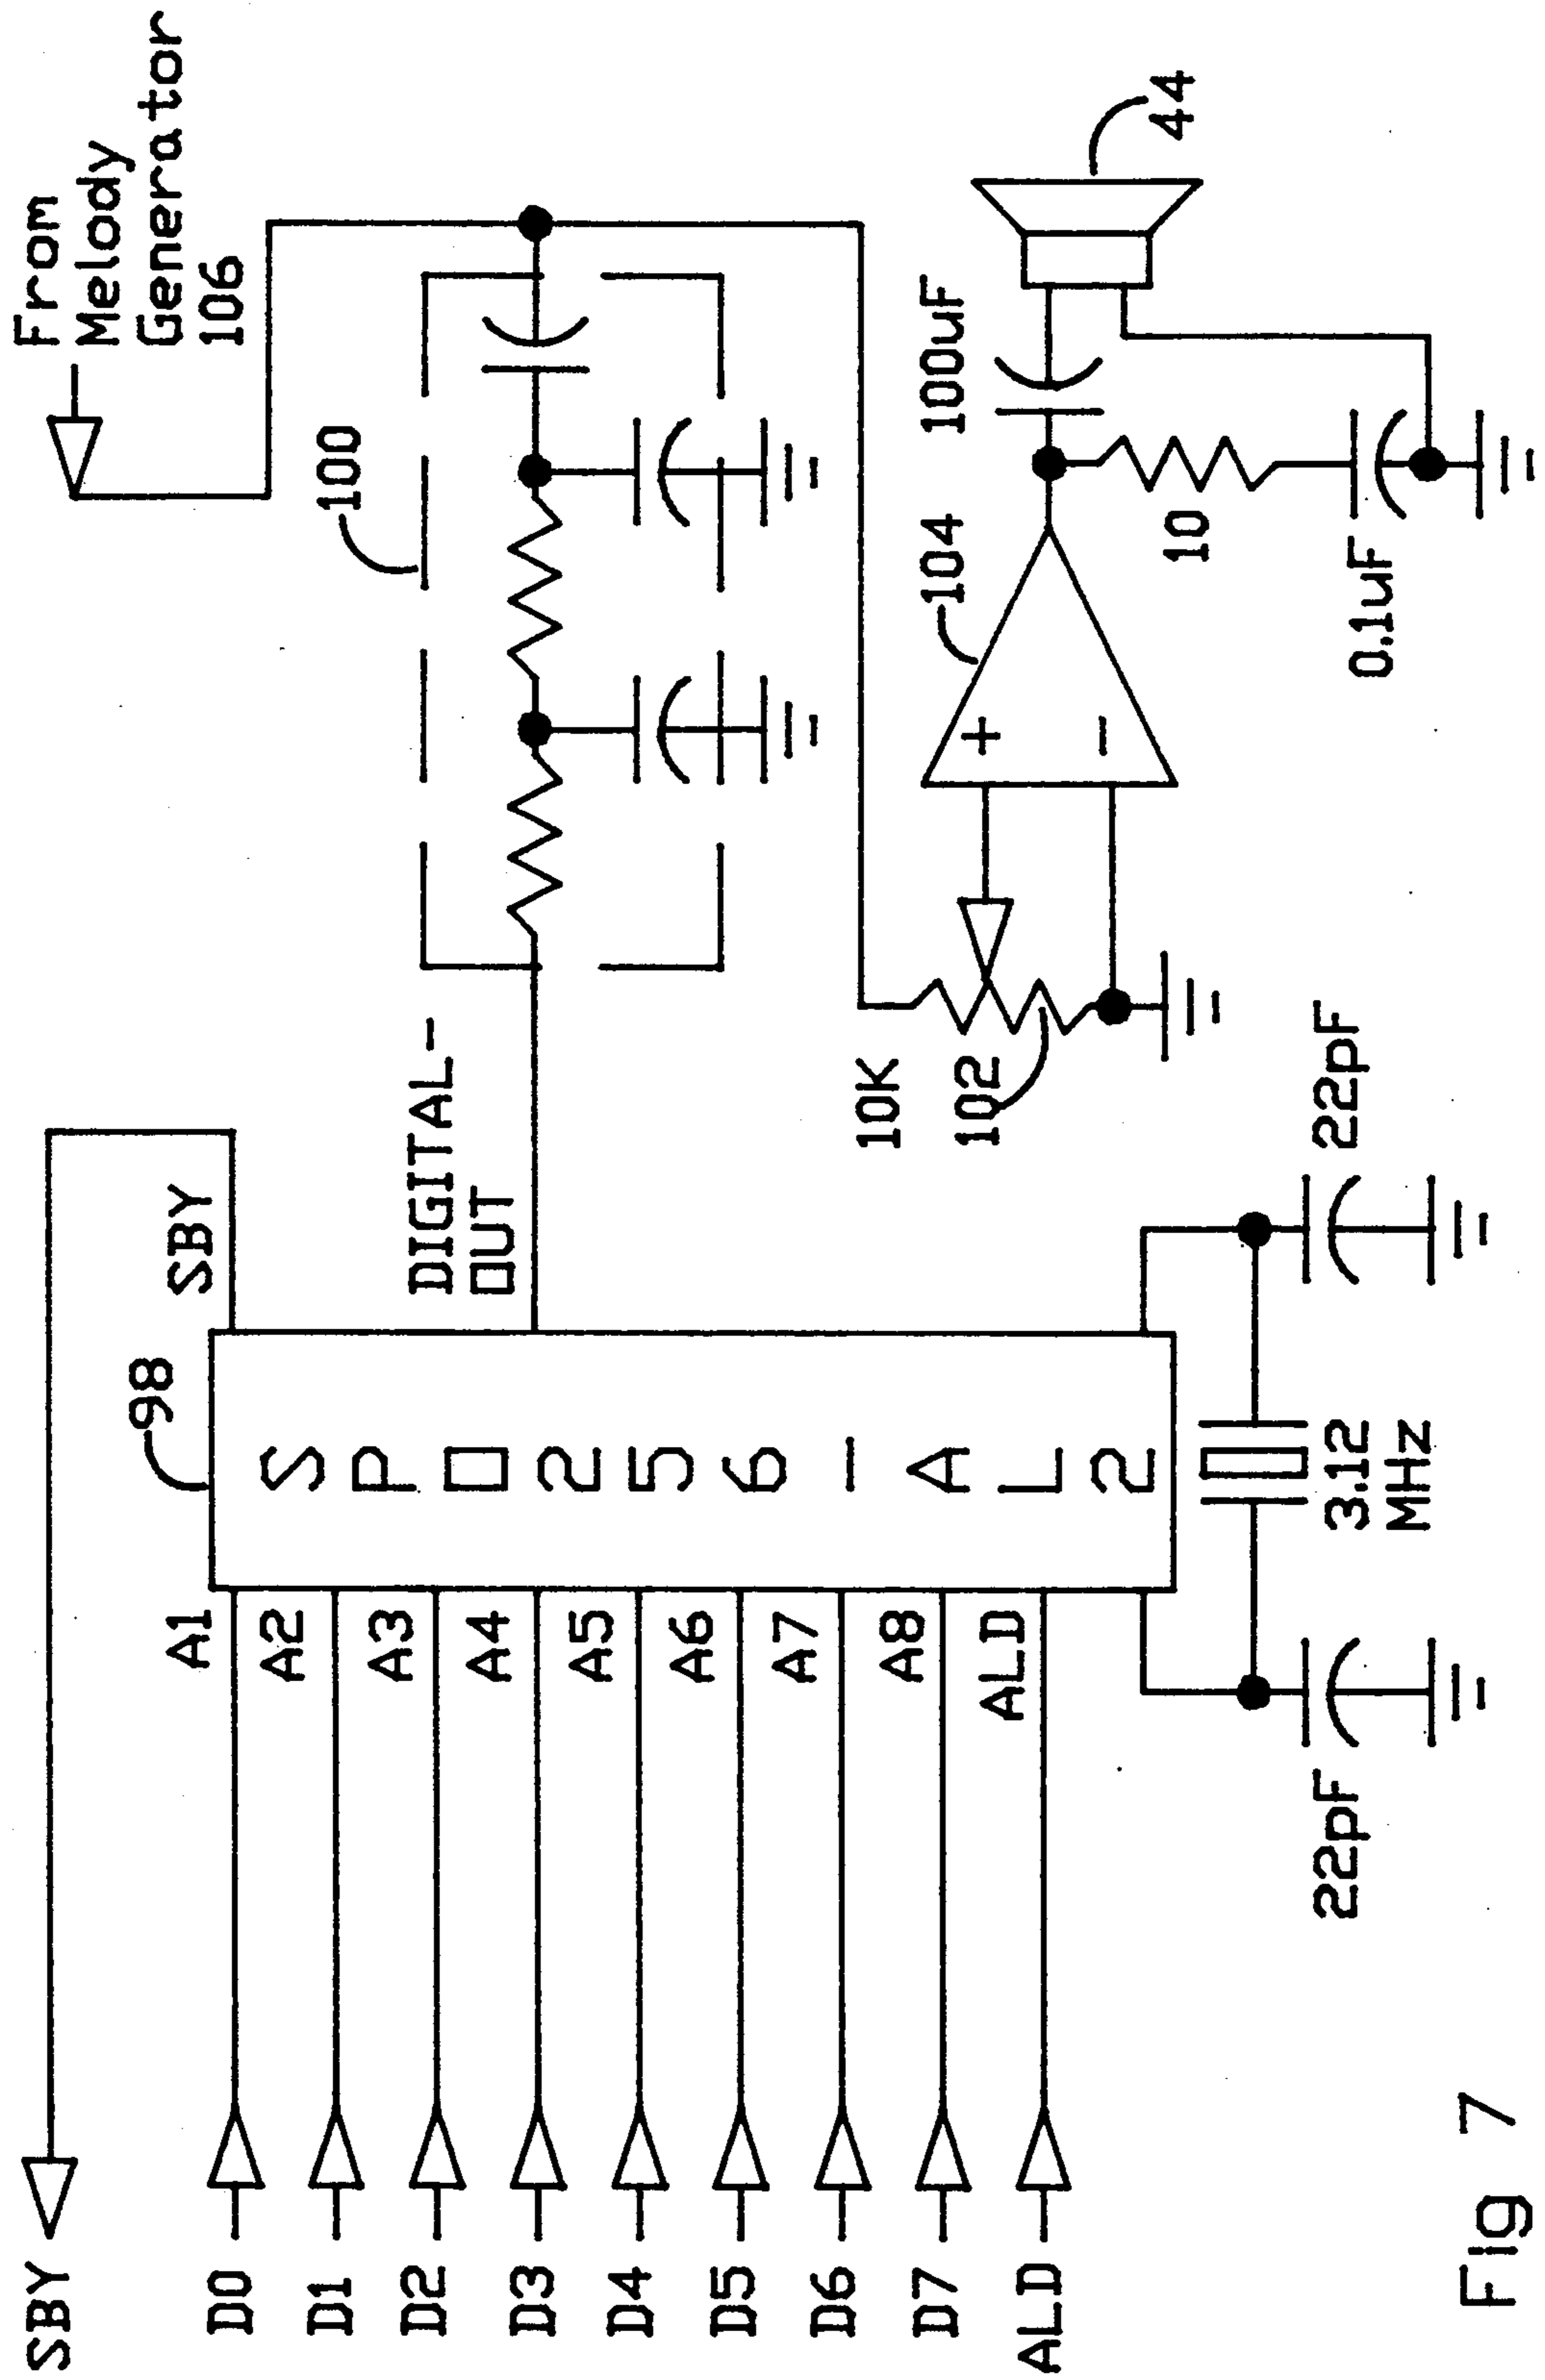 SBY
D0
D1
D2
D3
D4
D5
D6
D7
ALD
A1
A2
A3
A4
A5
A6
A7
A8
ALD
98
SPO256-AL2
SBY
DIGITAL-
OUT
22pF
3.12
MHz
22pF
From
Melody
Generator
106
100
10K
102
104
100uF
10
0.1uF
44
Fig 7